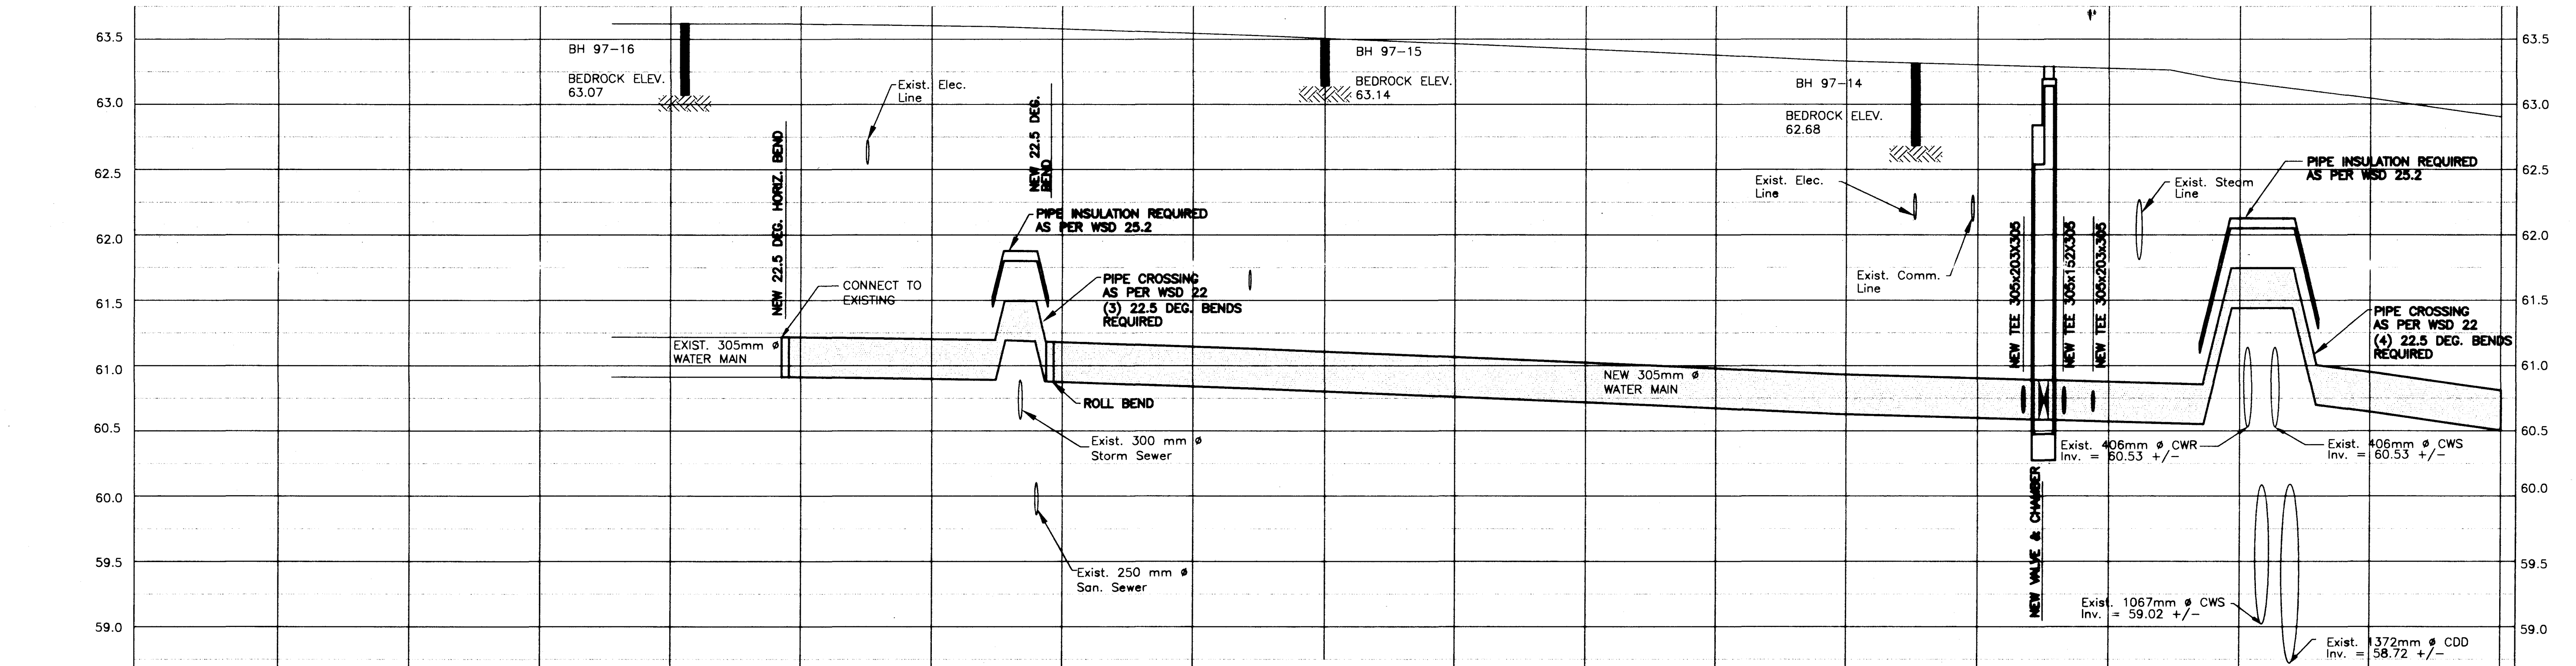 63.5
63.0
62.5
62.0
61.5
61.0
60.5
60.0
59.5
59.0
BH 97-16
BEDROCK ELEV.
63.07
NEW 22.5 DEG. HORIZ. BEND
Exist. Elec.
Line
CONNECT TO
EXISTING
EXIST. 305mm ø
WATER MAIN
NEW 22.5 DEG.
BEND
PIPE INSULATION REQUIRED
AS PER WSD 25.2
PIPE CROSSING
AS PER WSD 22
(3) 22.5 DEG. BENDS
REQUIRED
ROLL BEND
Exist. 300 mm ø
Storm Sewer
Exist. 250 mm ø
San. Sewer
BH 97-15
BEDROCK ELEV.
63.14
NEW 305mm ø
WATER MAIN
BH 97-14
BEDROCK ELEV.
62.68
Exist. Elec.
Line
Exist. Comm.
Line
NEW TEE 305x203x305
NEW VALVE & CHAMBER
NEW TEE 305x152x305
NEW TEE 305x203x305
Exist. Steam
Line
PIPE INSULATION REQUIRED
AS PER WSD 25.2
PIPE CROSSING
AS PER WSD 22
(4) 22.5 DEG. BENDS
REQUIRED
Exist. 406mm ø CWR
Inv. = 60.53 +/-
Exist. 406mm ø CWS
Inv. = 60.53 +/-
Exist. 1067mm ø CWS
Inv. = 59.02 +/-
Exist. 1372mm ø CDD
Inv. = 58.72 +/-
63.5
63.0
62.5
62.0
61.5
61.0
60.5
60.0
59.5
59.0